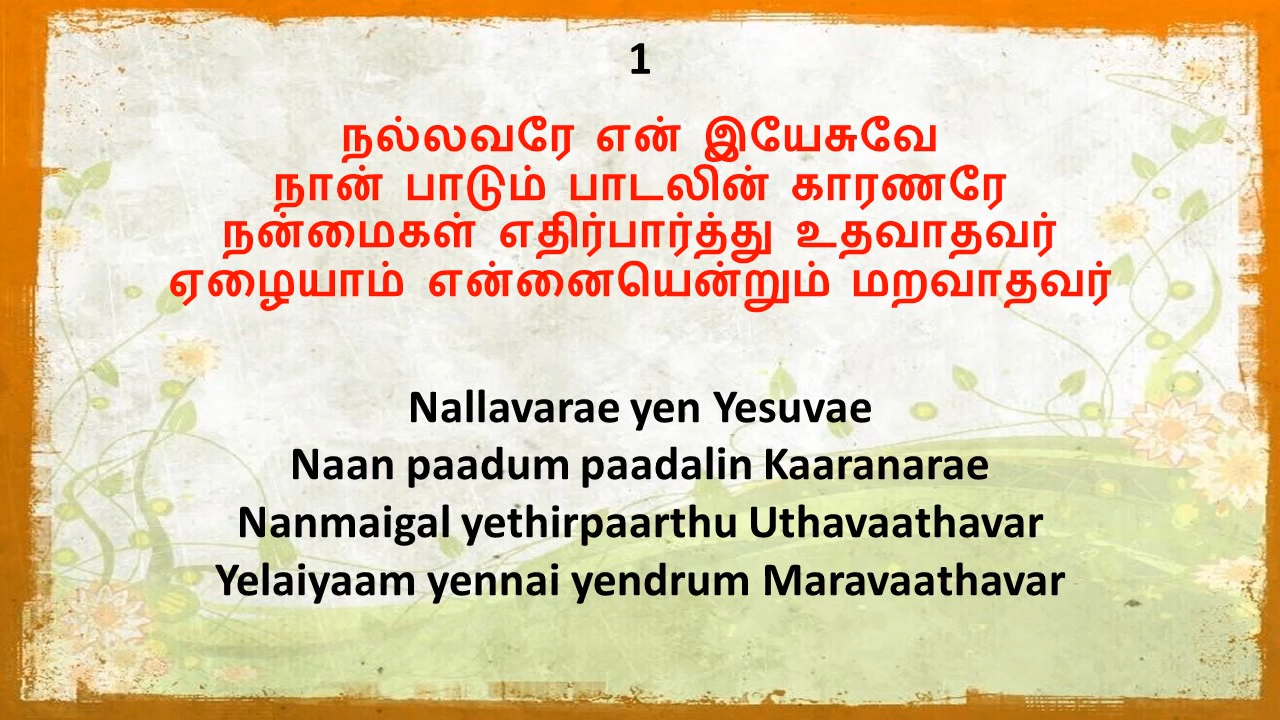 1
நல்லவரே என் இயேசுவே
நான் பாடும் பாடலின் காரணரே
நன்மைகள் எதிர்பார்த்து உதவாதவர்
ஏழையாம் என்னையென்றும் மறவாதவர்
Nallavarae yen Yesuvae
Naan paadum paadalin Kaaranarae
Nanmaigal yethirpaarthu Uthavaathavar
Yelaiyaam yennai yendrum Maravaathavar